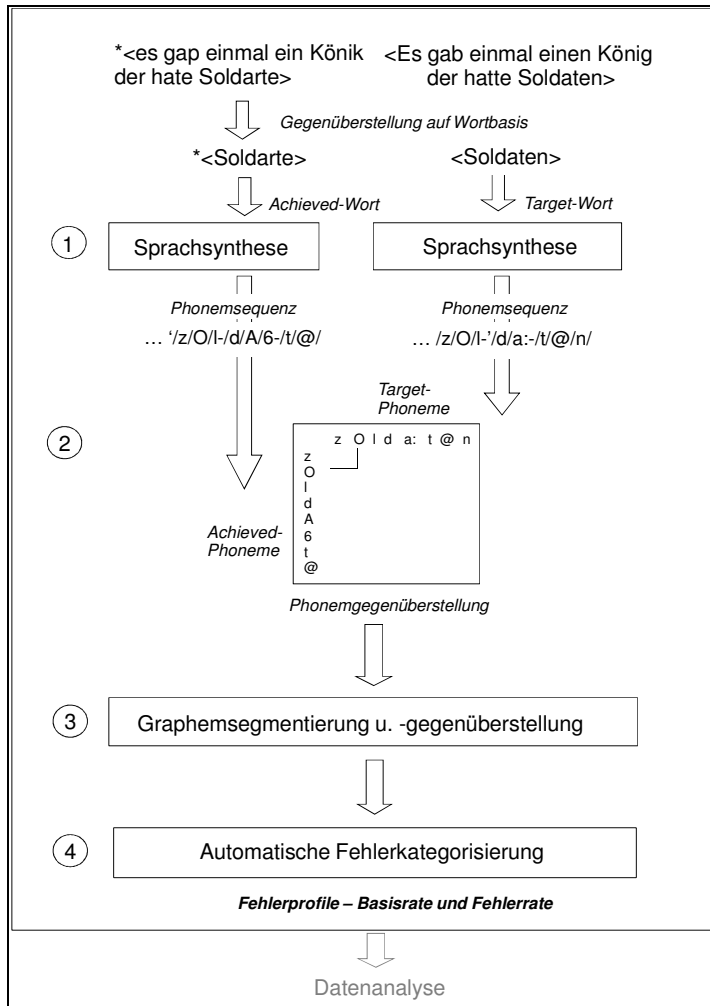 *<es gap einmal ein Könik
der hate Soldarte>
<Es gab einmal einen König
der hatte Soldaten>
Gegenüberstellung auf Wortbasis
*<Soldarte>
<Soldaten>
Achieved-Wort
Target-Wort
1
Sprachsynthese
Sprachsynthese
Phonemsequenz
Phonemsequenz
… ‘/z/O/l-/d/A/6-/t/@/
… /z/O/l-’/d/a:-/t/@/n/
Target-
Phoneme
2
z O l d a: t @ n
z
O
l
d
A
6
t
@
Achieved-
Phoneme
Phonemgegenüberstellung
3
Graphemsegmentierung u. -gegenüberstellung
4
Automatische Fehlerkategorisierung
Fehlerprofile – Basisrate und Fehlerrate
Datenanalyse